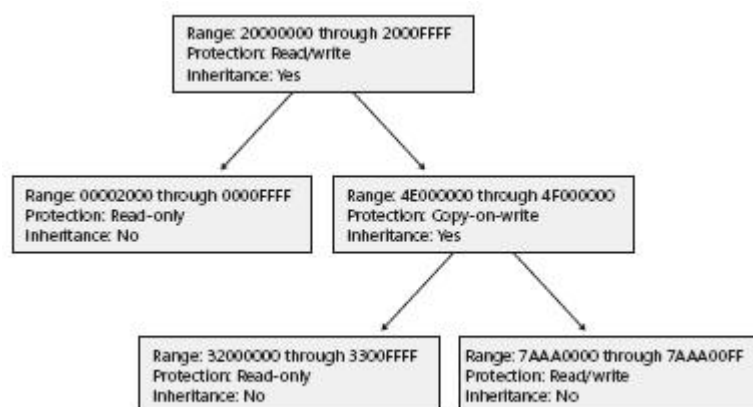 Range: 20000000 through 2000FFFF
Protection: Read/write
Inheritance: Yes
Range: 00002000 through 0000FFFF
Protection: Read-only
Inheritance: No
Range: 4E000000 through 4F000000
Protection: Copy-on-write
Inheritance: Yes
Range: 32000000 through 3300FFFF
Protection: Read-only
Inheritance: No
Range: 7AAA0000 through 7AAA00FF
Protection: Read/write
Inheritance: No